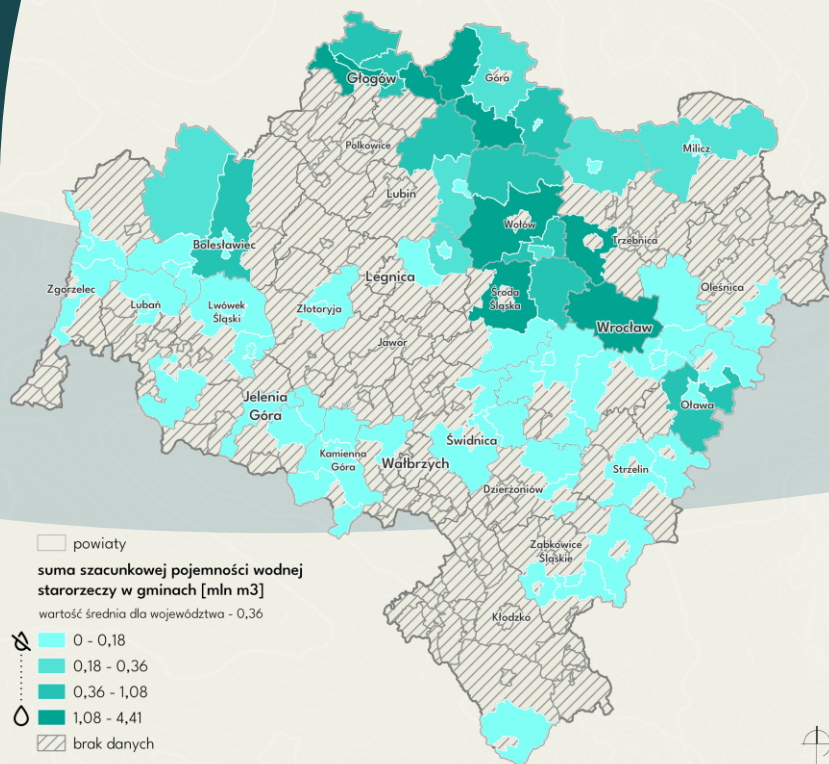 Głogów
Góra
Polkowice
Milicz
Lubin
Wołów
Trzebnica
Bolesławiec
Zgorzelec
Legnica
Oleśnica
Lubań
Lwówek
Śląski
Złotoryja
Środa
Śląska
Wrocław
Jawor
Jelenia
Góra
Oława
Kamienna
Góra
Wałbrzych
Świdnica
Strzelin
Dzierżoniów
Ząbkowice
Śląskie
Kłodzko
powiaty
suma szacunkowej pojemności wodnej
starorzeczy w gminach [mln m3]
wartość średnia dla województwa - 0,36
0 - 0,18
0,18 - 0,36
0,36 - 1,08
1,08 - 4,41
brak danych